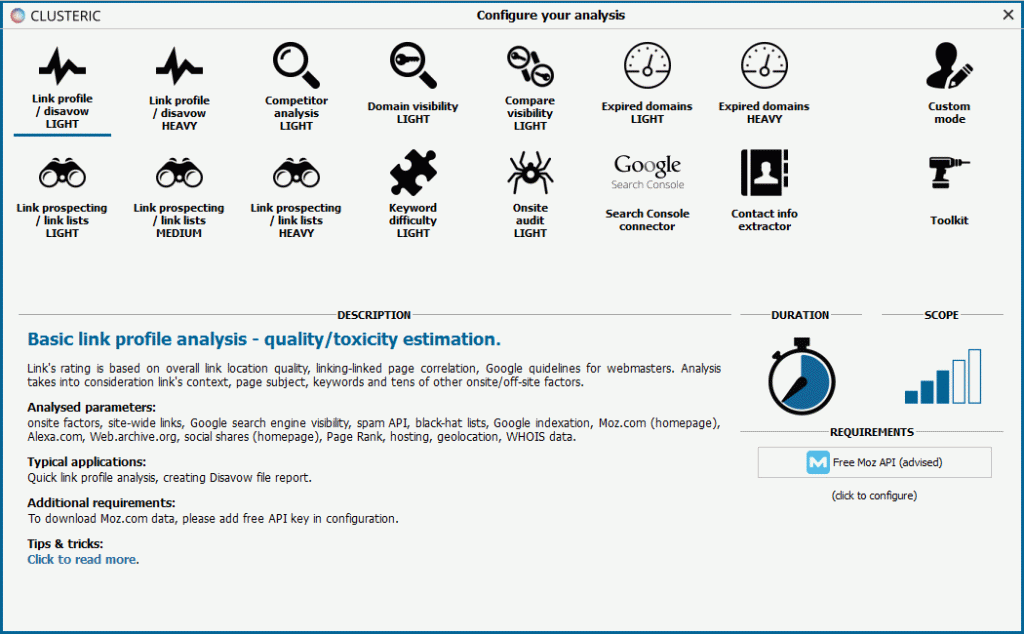 CLUSTERIC
Configure your analysis
Link profile
/ disavow
LIGHT
Link profile
/ disavow
HEAVY
Competitor
analysis
LIGHT
Domain visibility
LIGHT
Compare
visibility
LIGHT
Expired domains
LIGHT
Expired domains
HEAVY
Custom
mode
Link prospecting
/ link lists
LIGHT
Link prospecting
/ link lists
MEDIUM
Link prospecting
/ link lists
HEAVY
Keyword
difficulty
LIGHT
Onsite
audit
LIGHT
Google
Search Console
Search Console
connector
Contact info
extractor
Toolkit
DESCRIPTION
Basic link profile analysis - quality/toxicity estimation.
Link's rating is based on overall link location quality, linking-linked page correlation, Google quidelines for webmasters. Analysis
takes into consideration link's context, page subject, keywords and tens of other onsite/off-site factors.
Analysed parameters:
onsite factors, site-wide links, Google search engine visibility, spam API, black-hat lists, Google indexation, Moz.com (homepage),
Alexa.com, Web.archive.org, social shares (homepage), Page Rank, hosting, geolocation, WHOIS data.
Typical applications:
Quick link profile analysis, creating Disavow file report.
Additional requirements:
To download Moz.com data, please add free API key in configuration.
Tips & tricks:
Click to read more.
DURATION
SCOPE
REQUIREMENTS
M Free Moz API (advised)
(click to configure)